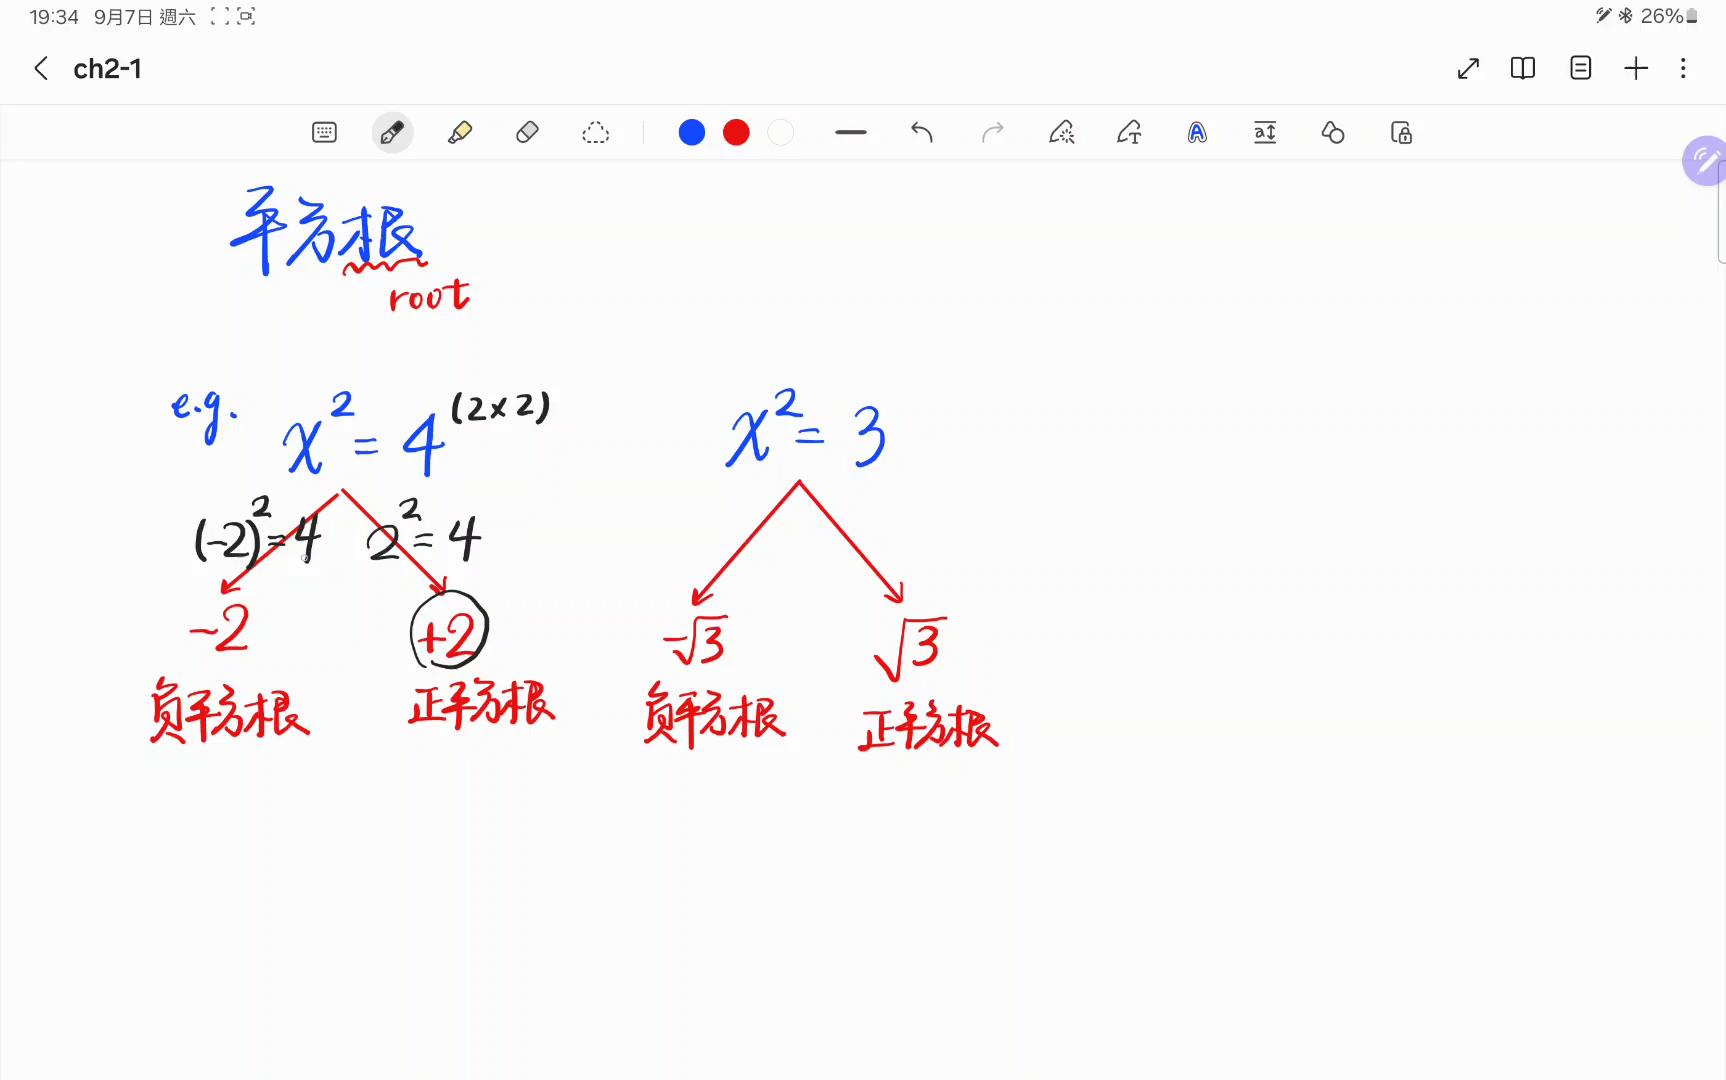 19:34 9月7日 週六 26%
ch2-1
平方根
root
e.g. x² = 4 (2×2) x² = 3
(-2)² = 4 2² = 4
-2 +2 -√3 √3
负平方根 正平方根 负平方根 正平方根